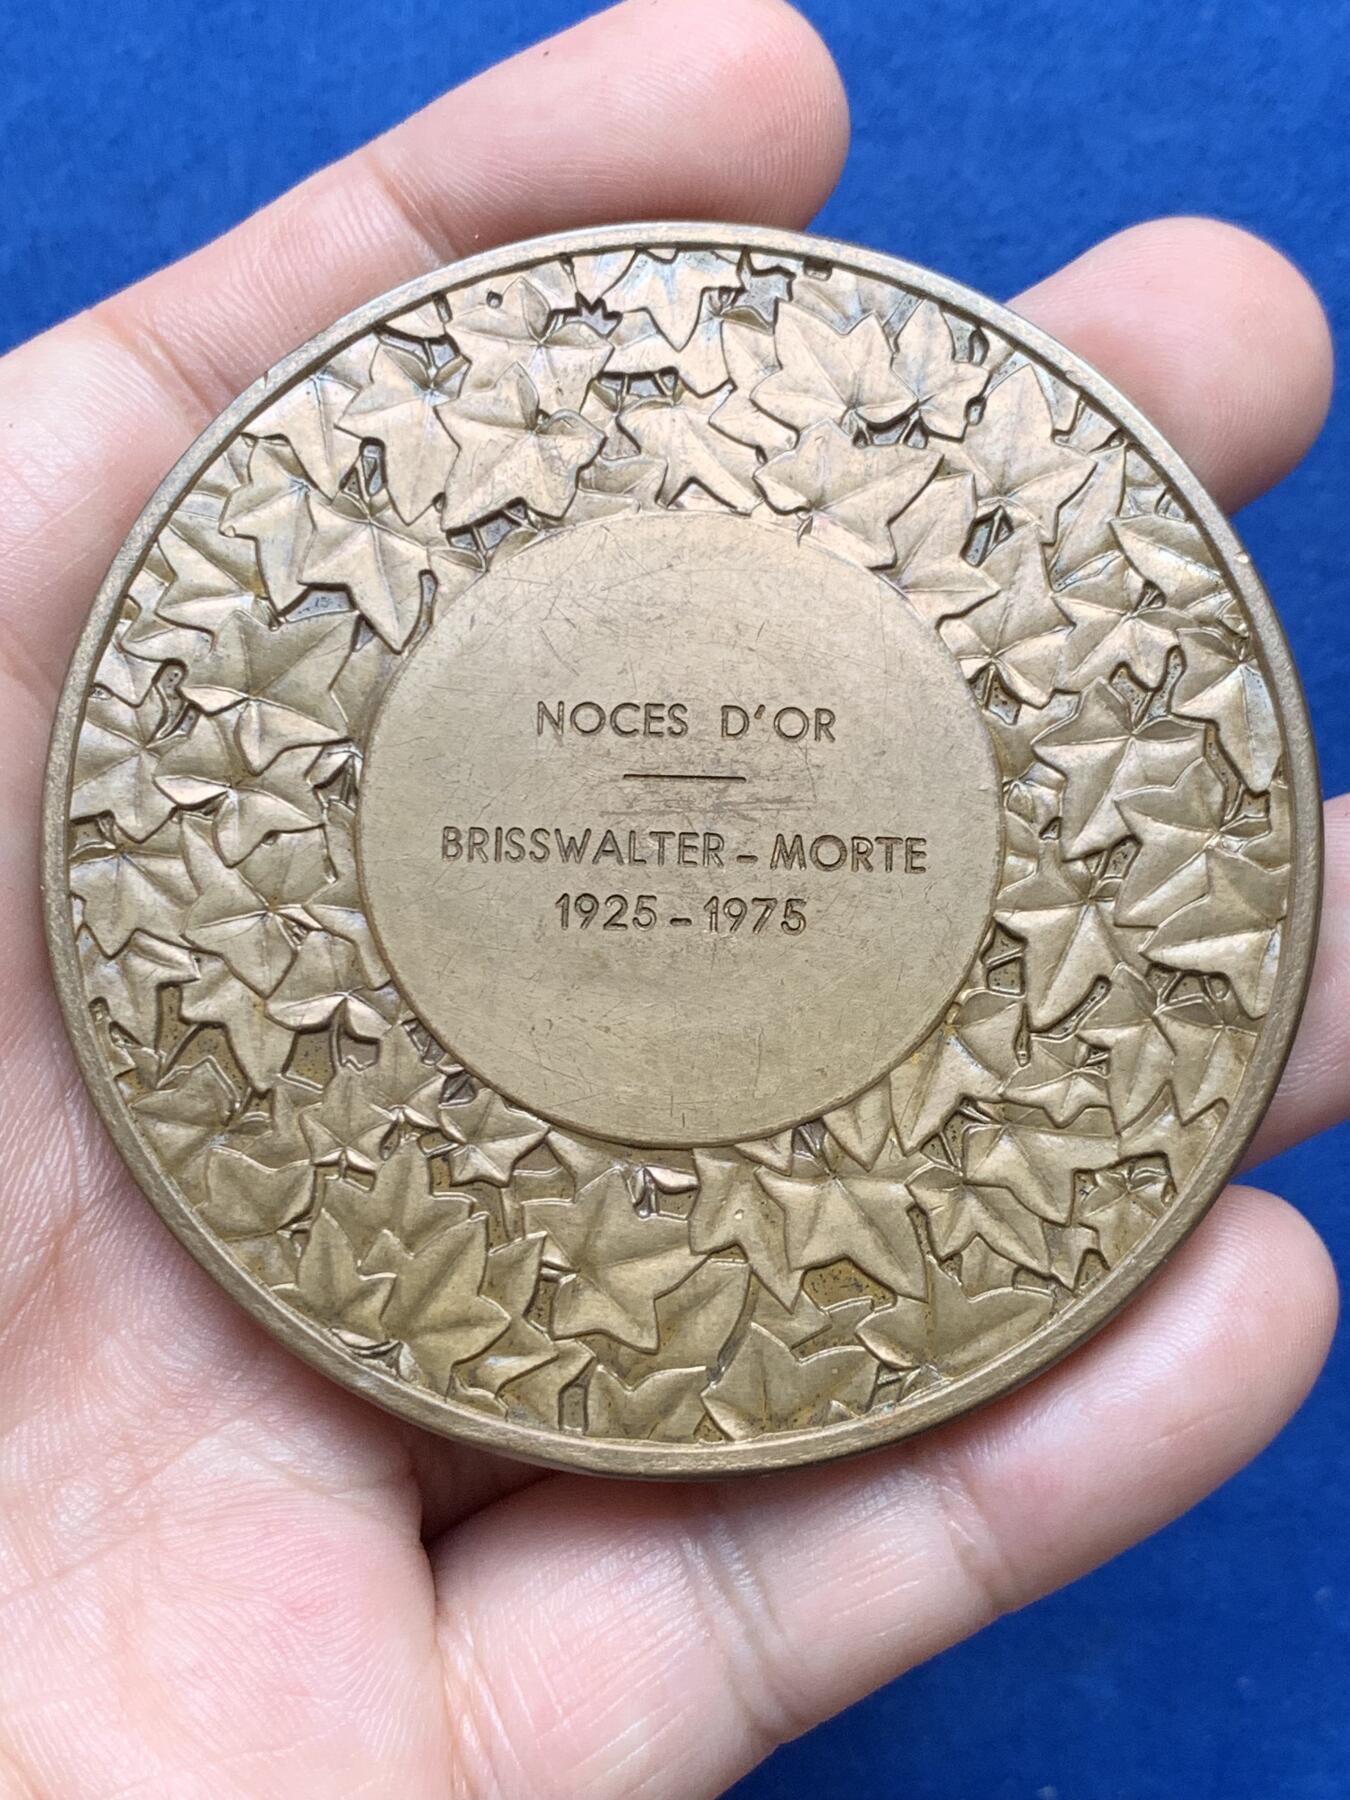 NOCES D'OR
BRISSWALTER - MORTE
1925 - 1975